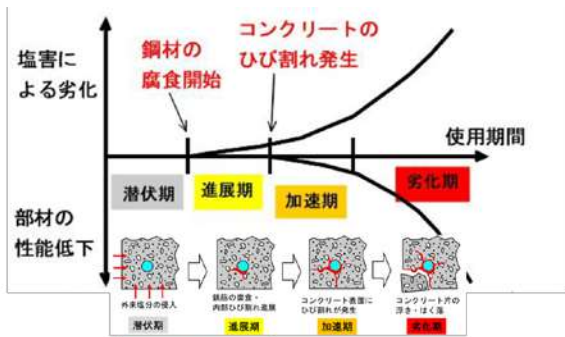 塩害に
よる劣化
鋼材の
腐食開始
コンクリートの
ひび割れ発生
使用期間
潜伏期
進展期
加速期
劣化期
部材の
性能低下
外来塩分の侵入
鉄筋の腐食・
内部ひび割れ進展
コンクリート表面に
ひび割れが発生
コンクリート片の
浮き・はく落
潜伏期
進展期
加速期
劣化期